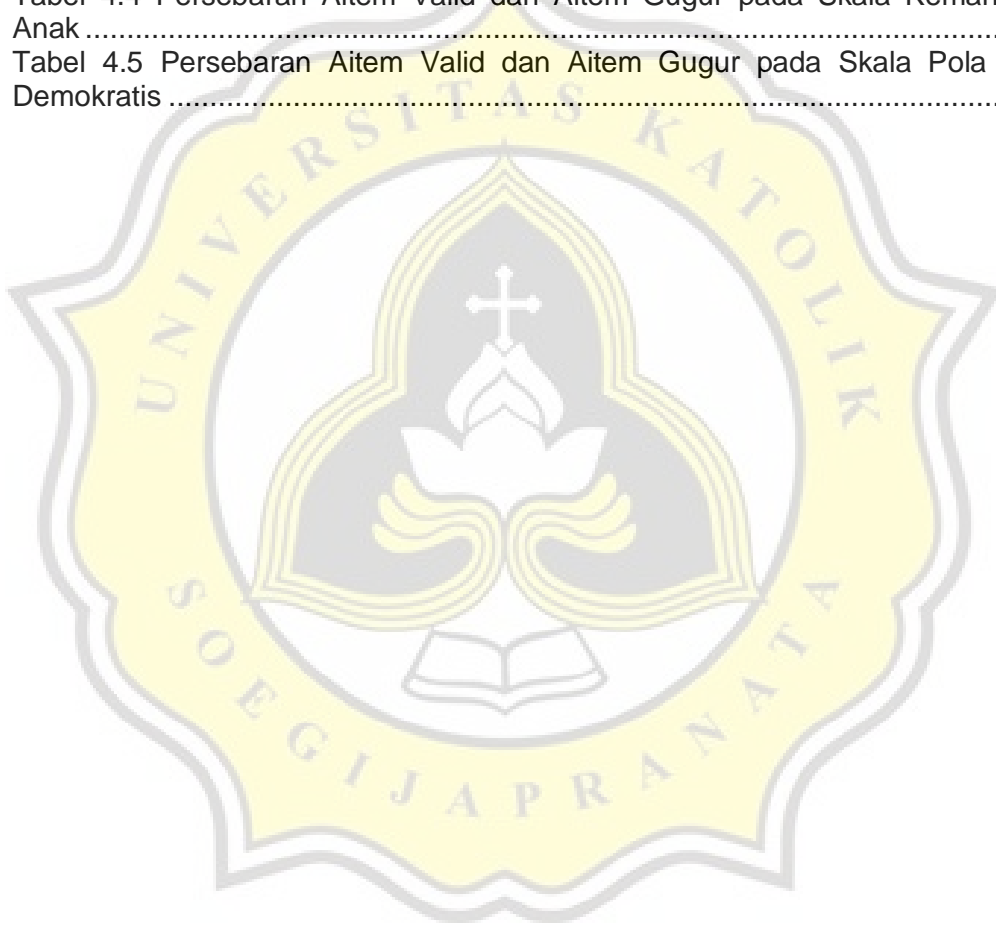 Tabel 4.4 Persebaran Aitem Valid dan Aitem Gugur pada Skala
Anak ........................................................................................................
Tabel 4.5 Persebaran Aitem Valid dan Aitem Gugur pada Skala Pola
Demokratis ..............................................................................................
UNIVERSITAS KATOLIK
SOEGIJAPRANATA